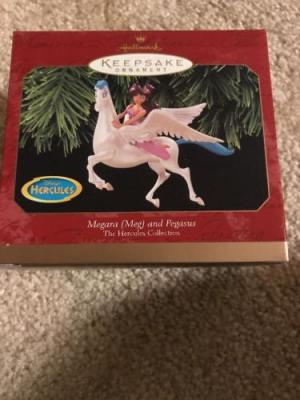 Hallmark
KEEPSAKE
ORNAMENT
Disney's
HERCULES
Megara (Meg) and Pegasus
The Hercules Collection